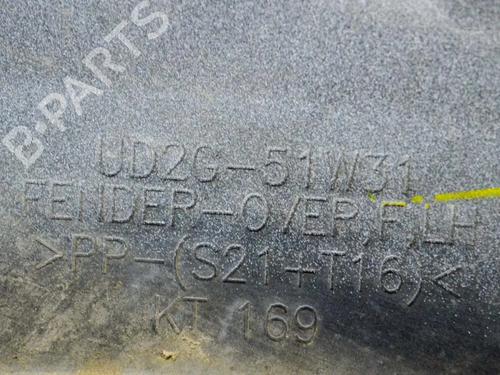 B-PARTS
UD2G-51W31
FENDER-OVER,F,LH
>PP-(S21+T16)<
KT 169